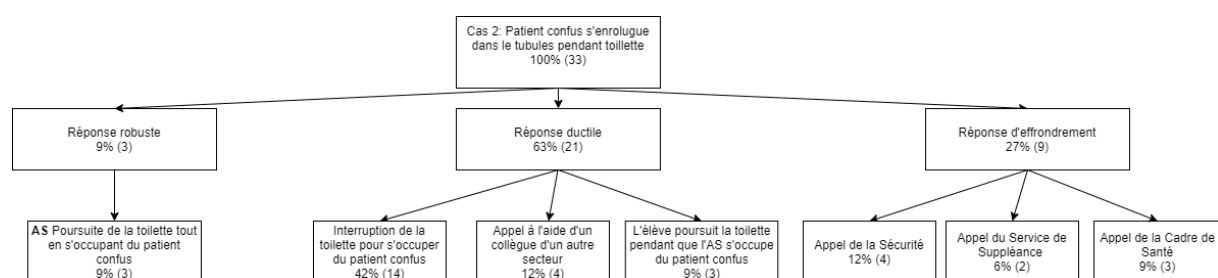 Cas 2: Patient confus s'enrolugue
dans le tubules pendant toillette
100% (33)
Réponse robuste
9% (3)
Réponse ductile
63% (21)
Réponse d'effrondrement
27% (9)
AS Poursuite de la toilette tout
en s'occupant du patient
confus
9% (3)
Interruption de la
toilette pour s'occuper
du patient confus
42% (14)
Appel á l'aide d'un
collègue d'un autre
secteur
12% (4)
L'élève poursuit la toilette
pendant que l'AS s'occupe
du patient confus
9% (3)
Appel de la Sécurité
12% (4)
Appel du Service de
Suppléance
6% (2)
Appel de la Cadre de
Santé
9% (3)